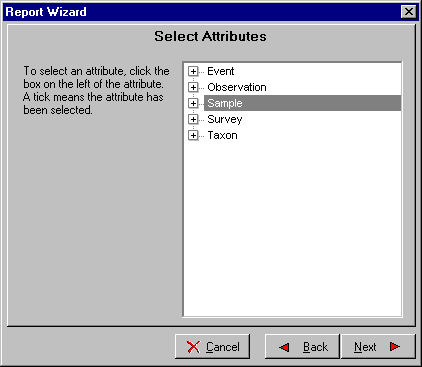 Report Wizard
Select Attributes
To select an attribute, click the
box on the left of the attribute.
A tick means the attribute has
been selected.
Event
Observation
Sample
Survey
Taxon
Cancel
Back
Next